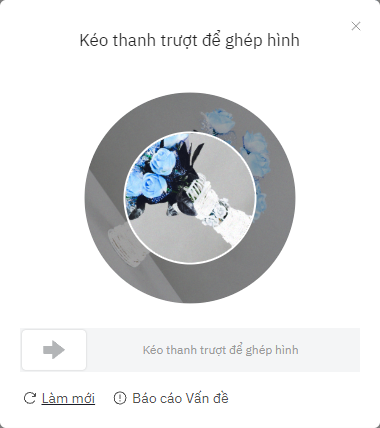 Kéo thanh trượt để ghép hình
Kéo thanh trượt để ghép hình
Làm mới
Báo cáo Vấn đề